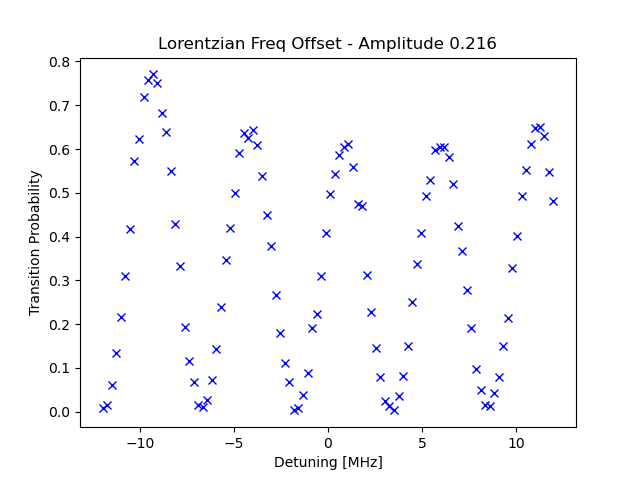 Lorentzian Freq Offset - Amplitude 0.216
Transition Probability
0.8
0.7
0.6
0.5
0.4
0.3
0.2
0.1
0.0
−10 −5 0 5 10
Detuning [MHz]